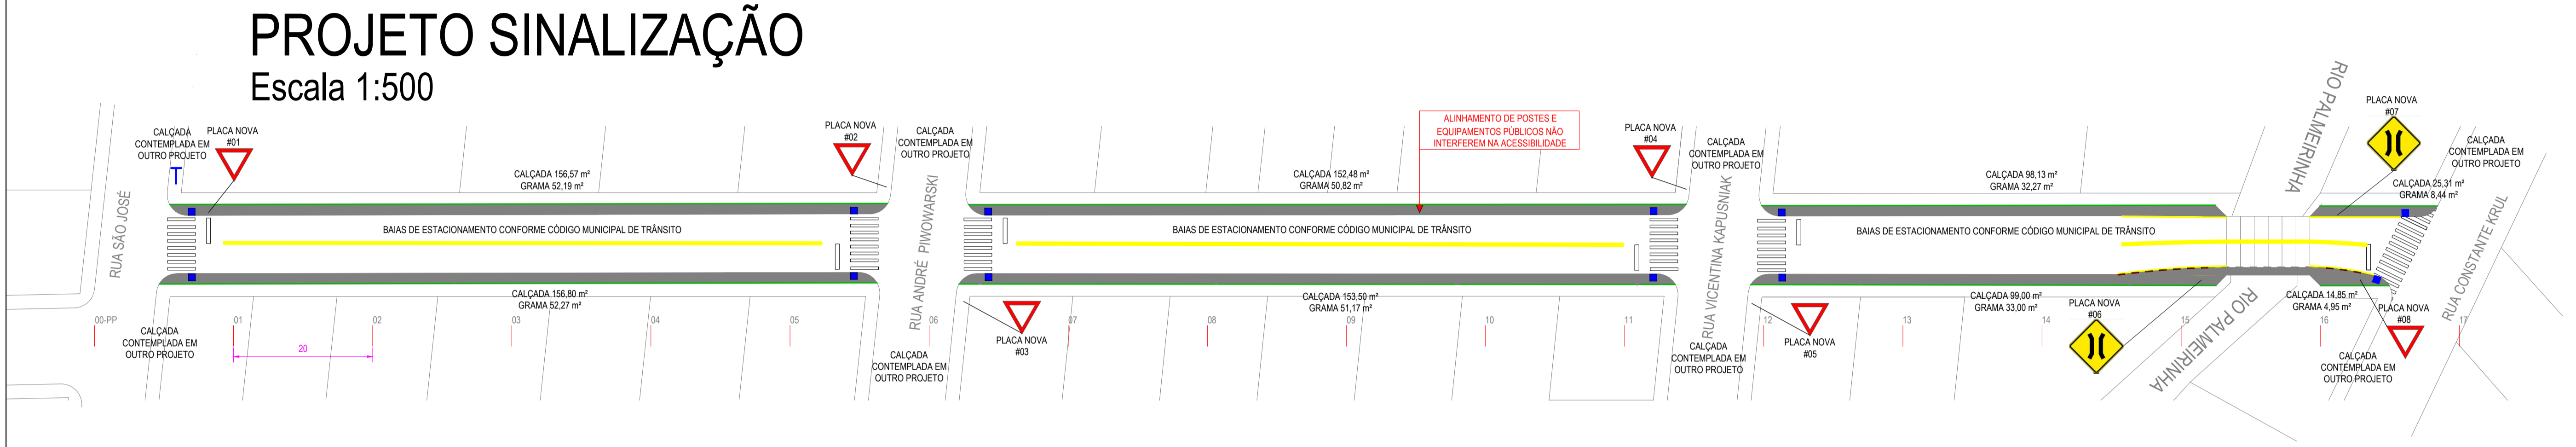 PROJETO SINALIZAÇÃO
Escala 1:500
RUA SÃO JOSÉ
CALÇADA
CONTEMPLADA EM
OUTRO PROJETO
T
PLACA NOVA
#01
CALÇADA 156,57 m²
GRAMA 52,19 m²
BAIAS DE ESTACIONAMENTO CONFORME CÓDIGO MUNICIPAL DE TRÂNSITO
CALÇADA 156,80 m²
GRAMA 52,27 m²
CALÇADA
CONTEMPLADA EM
OUTRO PROJETO
PLACA NOVA
#02
CALÇADA
CONTEMPLADA EM
OUTRO PROJETO
RUA ANDRÉ PIWOWARSKI
CALÇADA
CONTEMPLADA EM
OUTRO PROJETO
PLACA NOVA
#03
CALÇADA 152,48 m²
GRAMA 50,82 m²
ALINHAMENTO DE POSTES E
EQUIPAMENTOS PÚBLICOS NÃO
INTERFEREM NA ACESSIBILIDADE
BAIAS DE ESTACIONAMENTO CONFORME CÓDIGO MUNICIPAL DE TRÂNSITO
CALÇADA 153,50 m²
GRAMA 51,17 m²
PLACA NOVA
#04
CALÇADA
CONTEMPLADA EM
OUTRO PROJETO
RUA VICENTINA KAPUSNIAK
CALÇADA
CONTEMPLADA EM
OUTRO PROJETO
PLACA NOVA
#05
CALÇADA 98,13 m²
GRAMA 32,27 m²
BAIAS DE ESTACIONAMENTO CONFORME CÓDIGO MUNICIPAL DE TRÂNSITO
CALÇADA 99,00 m²
GRAMA 33,00 m²
PLACA NOVA
#06
RIO PALMEIRINHA
RIO PALMEIRINHA
PLACA NOVA
#07
CALÇADA
CONTEMPLADA EM
OUTRO PROJETO
CALÇADA 25,31 m²
GRAMA 8,44 m²
RUA CONSTANTE KRUL
CALÇADA 14,85 m²
GRAMA 4,95 m²
PLACA NOVA
#08
CALÇADA
CONTEMPLADA EM
OUTRO PROJETO
00-PP
01
02
03
04
05
06
07
08
09
10
11
12
13
14
15
16
17
20